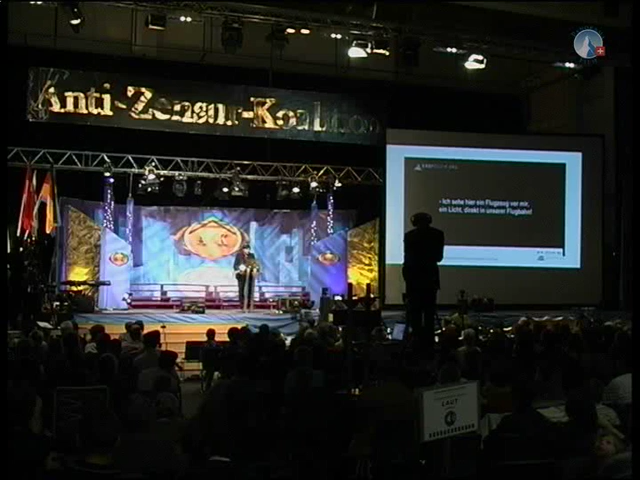 Anti-Zensur-Koalition
- Ich sehe hier ein Flugzeug vor mir,
ein Licht, direkt in unserer Flugbahn!
LAUT